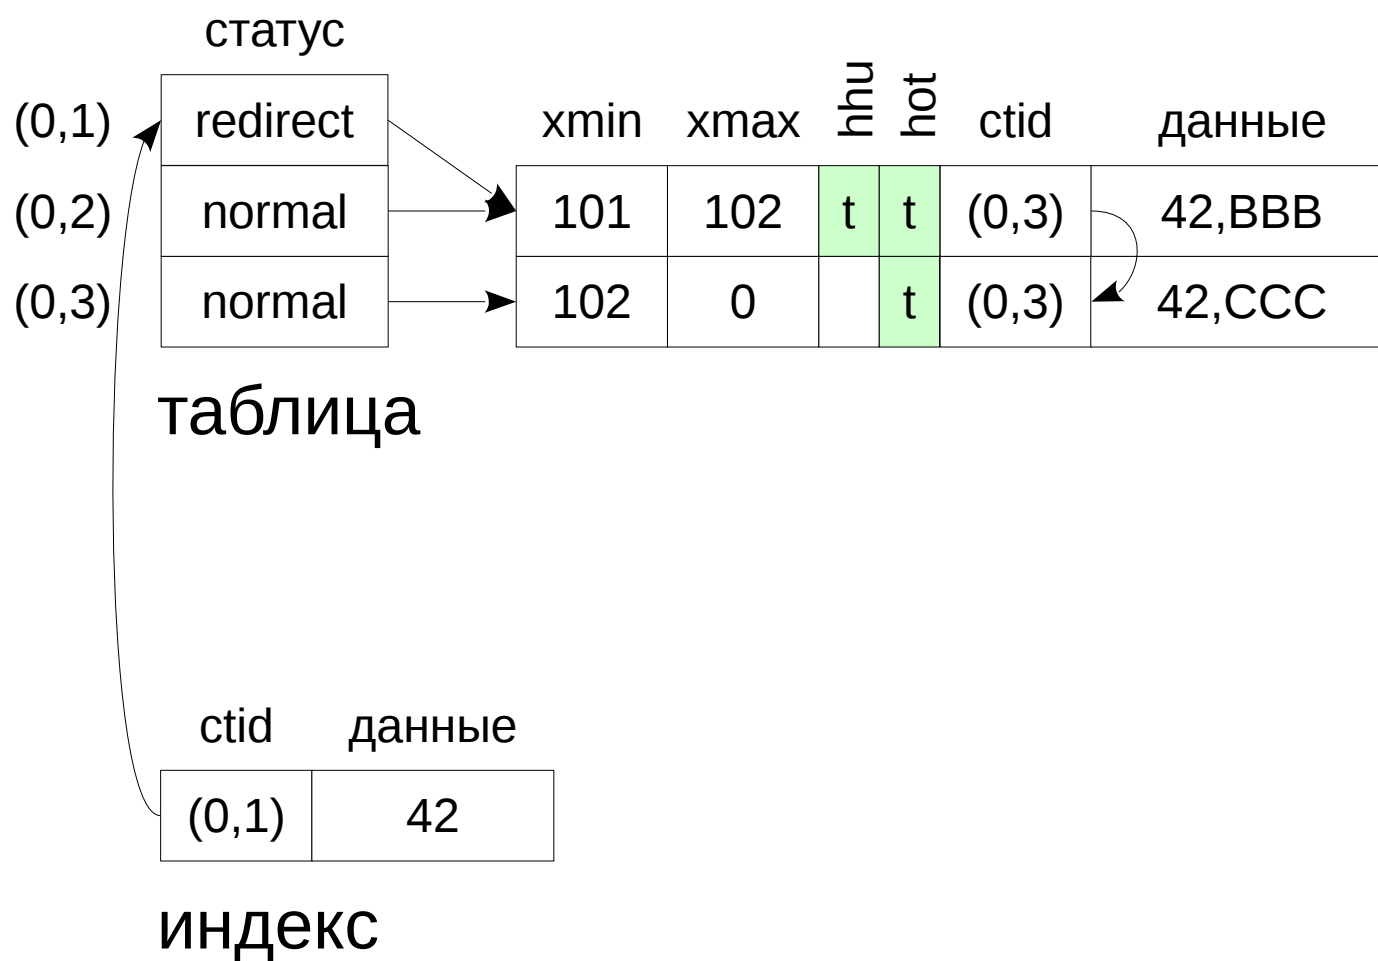 статус
(0,1) redirect xmin xmax hhu hot ctid данные
(0,2) normal 101 102 t t (0,3) 42,BBB
(0,3) normal 102 0 t (0,3) 42,CCC
таблица
ctid данные
(0,1) 42
индекс